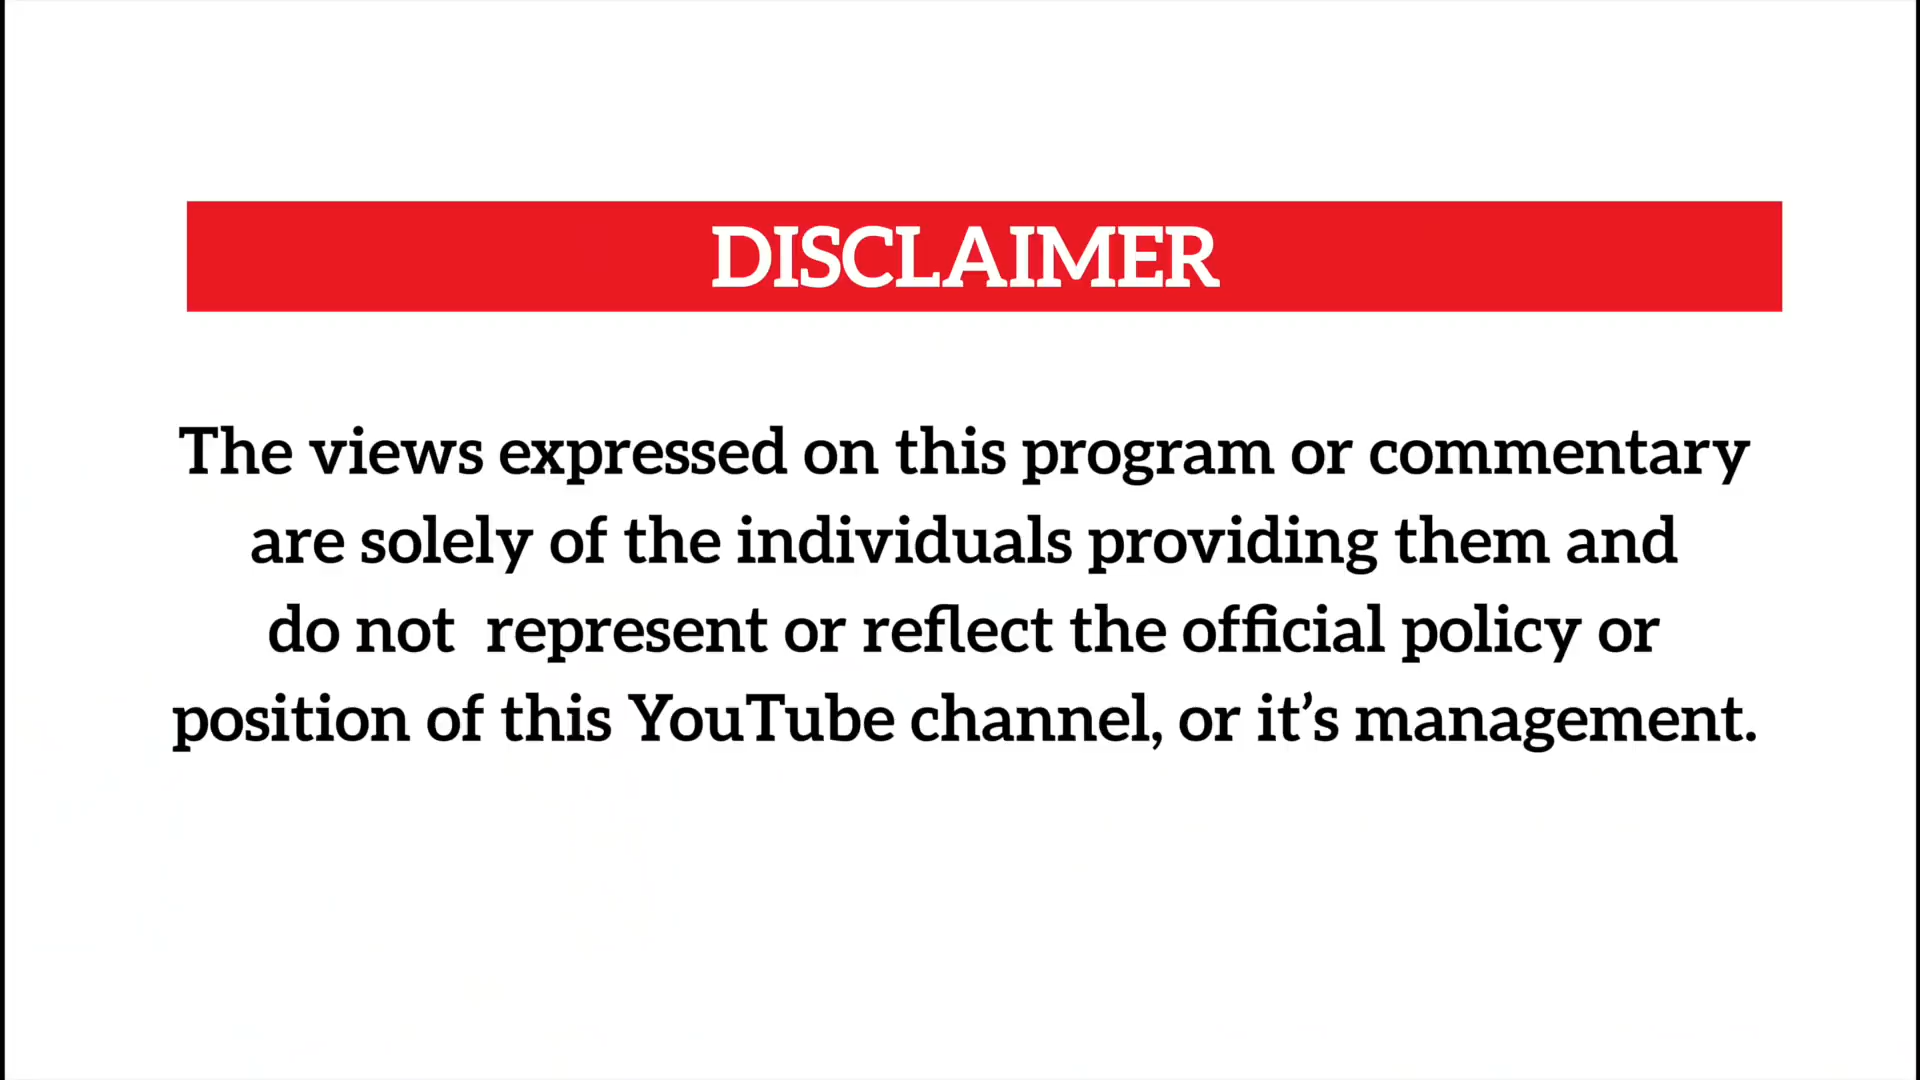 DISCLAIMER
The views expressed on this program or commentary
are solely of the individuals providing them and
do not  represent or reflect the official policy or
position of this YouTube channel, or it’s management.